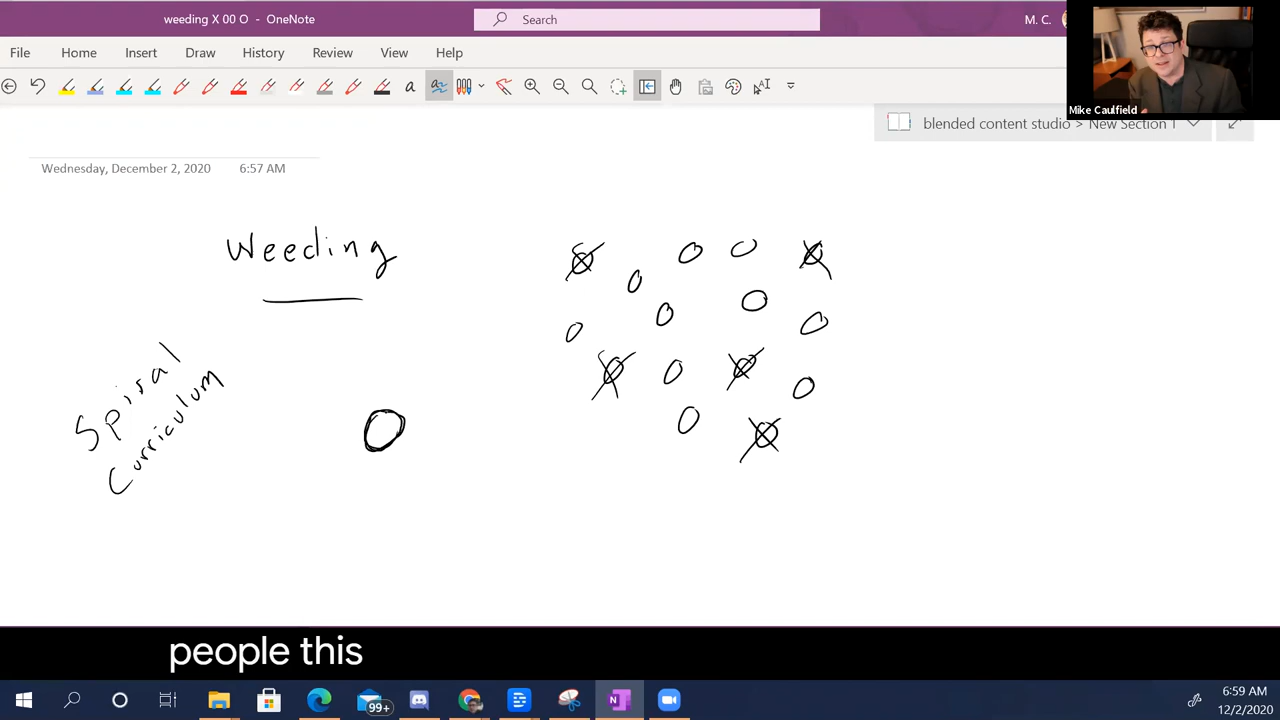 weeding X 00 O - OneNote
Search
M. C.
File Home Insert Draw History Review View Help
Mike Caulfield
blended content studio > New Section 1
Wednesday, December 2, 2020 6:57 AM
Weeding
Spiral
Curriculum
people this
99+
6:59 AM
12/2/2020